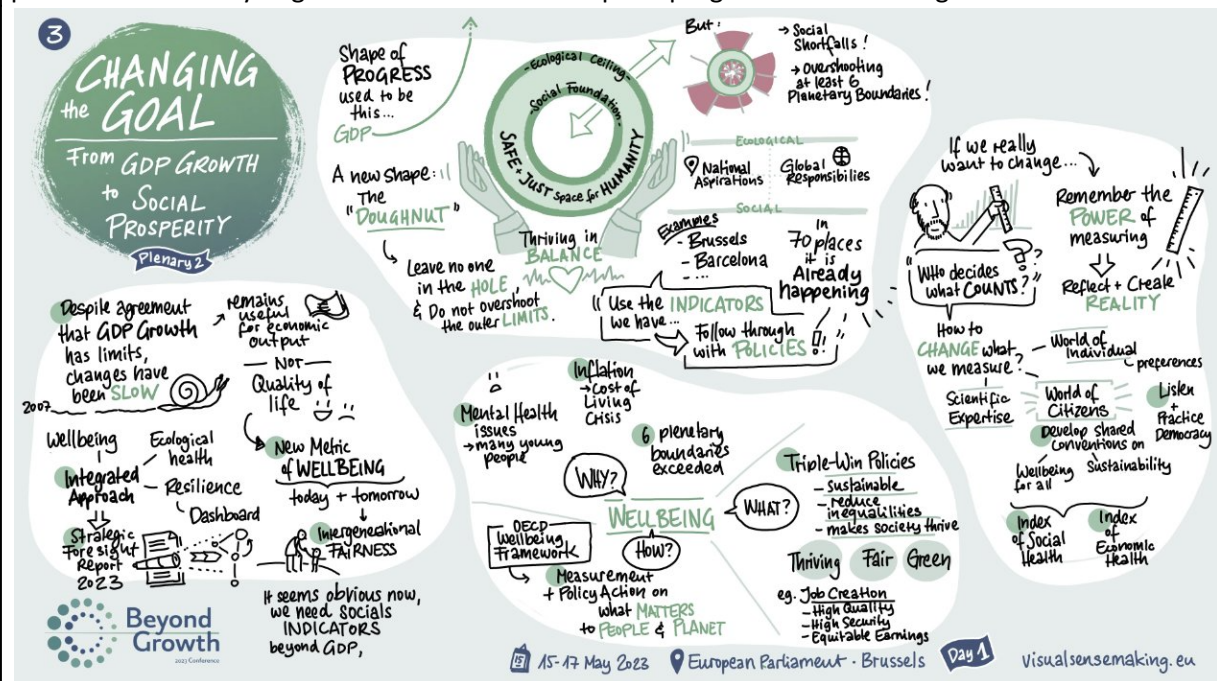 3
CHANGING
the GOAL
From GDP GROWTH
to SOCIAL
PROSPERITY
Plenary 2
Despite agreement
that GDP Growth
has limits,
changes have
been SLOW
2007
remains
useful
for economic
output
- NOT -
Quality of
life
Wellbeing
Integrated
Approach
Ecological
health
- Resilience
Dashboard
Strategic
Foresight
Report
2023
New Metric
of WELLBEING
today + tomorrow
Intergenerational
FAIRNESS
It seems obvious now,
we need socials
INDICATORS
beyond GDP,
Beyond
Growth
2023 Conference
Shape of
PROGRESS
used to be
this...
GDP
A new shape:
The
"DOUGHNUT"
Leave no one
in the HOLE,
& Do not overshoot
the outer LIMITS.
- Ecological Ceiling -
- Social Foundation -
SAFE + JUST Space for HUMANITY
Thriving in
BALANCE
But:
→ Social
Shortfalls!
→ Overshooting
at least 6
Planetary Boundaries!
ECOLOGICAL
National
Aspirations
Global
Responsibilies
SOCIAL
Examples
- Brussels
- Barcelona
- ...
In
70 places
it is
Already
happening
"Use the INDICATORS
we have...
Follow through
with POLICIES!"
Mental Health
issues
→ many young
people
Inflation
→ Cost of
Living
Crisis
6 plenetary
boundaries
exceeded
WHY?
WELLBEING
WHAT?
HOW?
OECD
Wellbeing
Framework
Measurement
+ Policy Action on
what MATTERS
to PEOPLE & PLANET
Triple-Win Policies
- sustainable
- reduce
inequalilities
- makes society thrive
Thriving Fair Green
eg. Job Creation
- High Quality
- High Security
- Equitable Earnings
If we really
want to change...
Remember the
POWER of
measuring
Reflect + Create
REALITY
"Who decides
what COUNTS?"
How to
CHANGE what
we measure?
Scientific
Expertise
World of
Individual
preferences
World of
Citizens
Listen
+
Practice
Democracy
Develop shared
conventions on
Wellbeing
for all
Sustainability
Index
of Social
Health
Index
of
Economic
Health
15 15-17 May 2023 European Parliament · Brussels Day 1 visualsensemaking.eu